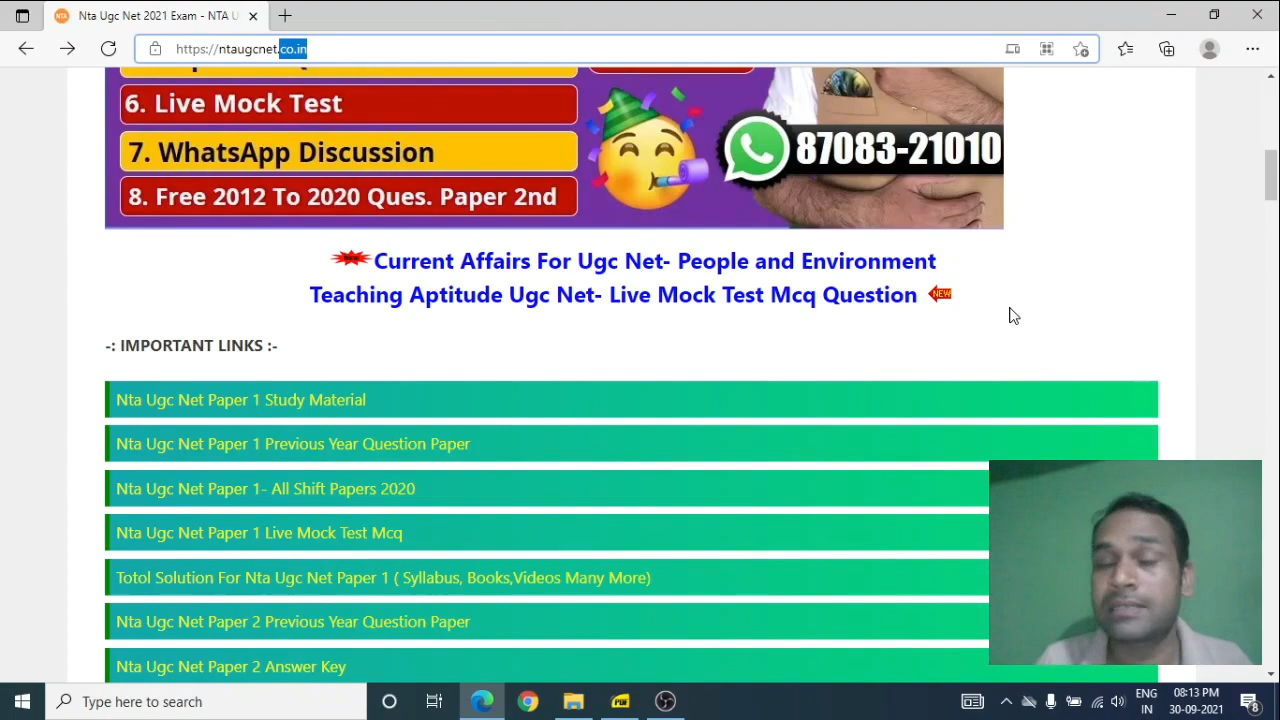 NTA
Nta Ugc Net 2021 Exam - NTA U
https://ntaugcnet.co.in
6. Live Mock Test
7. WhatsApp Discussion
87083-21010
8. Free 2012 To 2020 Ques. Paper 2nd
Current Affairs For Ugc Net- People and Environment
Teaching Aptitude Ugc Net- Live Mock Test Mcq Question NEW
-: IMPORTANT LINKS :-
Nta Ugc Net Paper 1 Study Material
Nta Ugc Net Paper 1 Previous Year Question Paper
Nta Ugc Net Paper 1- All Shift Papers 2020
Nta Ugc Net Paper 1 Live Mock Test Mcq
Totol Solution For Nta Ugc Net Paper 1 ( Syllabus, Books,Videos Many More)
Nta Ugc Net Paper 2 Previous Year Question Paper
Nta Ugc Net Paper 2 Answer Key
Type here to search
PDF
ENG
IN
08:13 PM
30-09-2021
8